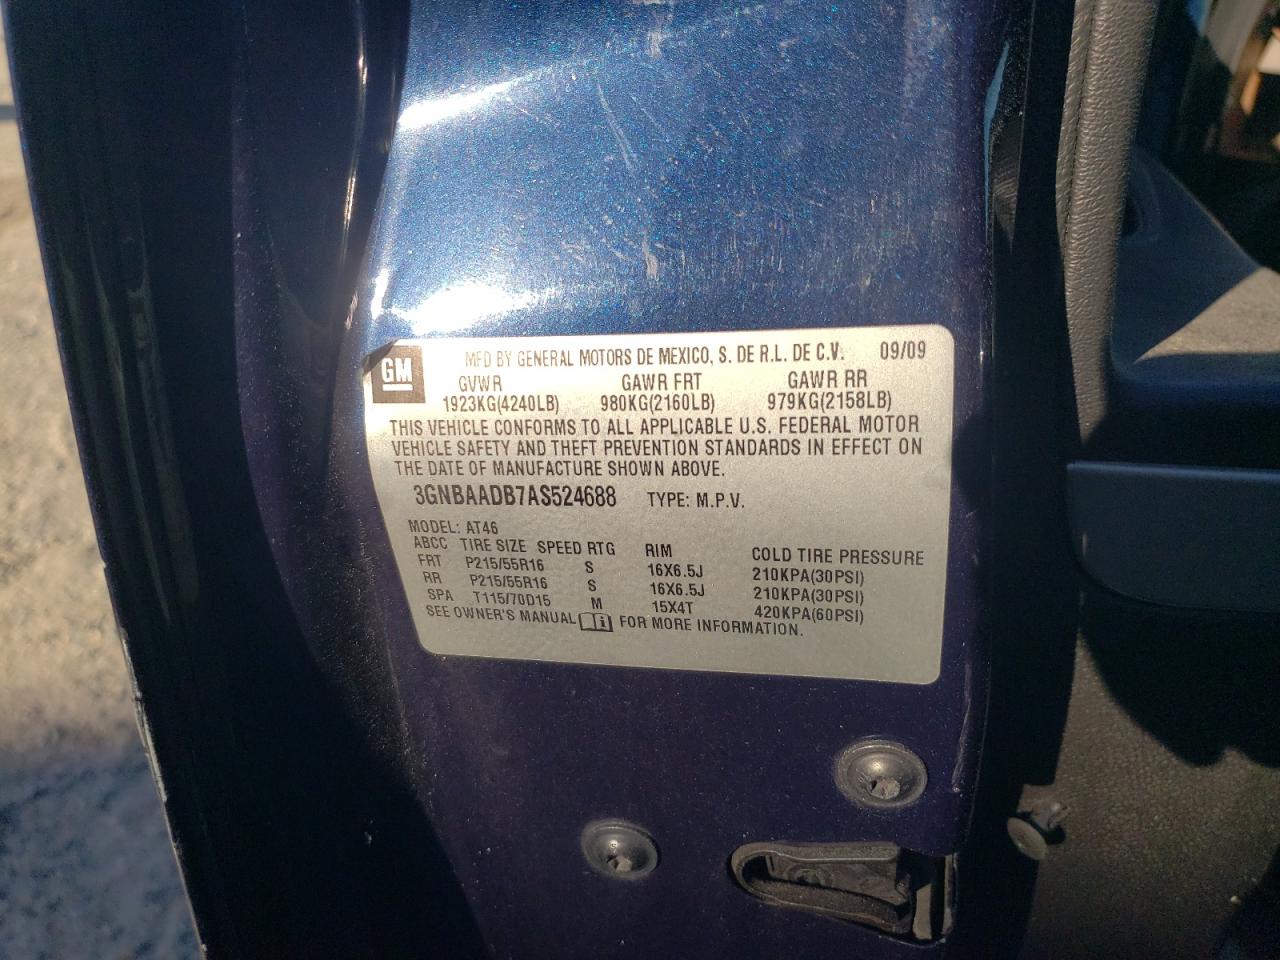 GM MFD BY GENERAL MOTORS DE MEXICO, S. DE R.L. DE C.V. 09/09
GVWR GAWR FRT GAWR RR
1923KG(4240LB) 980KG(2160LB) 979KG(2158LB)
THIS VEHICLE CONFORMS TO ALL APPLICABLE U.S. FEDERAL MOTOR
VEHICLE SAFETY AND THEFT PREVENTION STANDARDS IN EFFECT ON
THE DATE OF MANUFACTURE SHOWN ABOVE.
3GNBAADB7AS524688 TYPE: M.P.V.
MODEL: AT46
ABCC TIRE SIZE SPEED RTG RIM COLD TIRE PRESSURE
FRT P215/55R16 S 16X6.5J 210KPA(30PSI)
RR P215/55R16 S 16X6.5J 210KPA(30PSI)
SPA T115/70D15 M 15X4T 420KPA(60PSI)
SEE OWNER'S MANUAL FOR MORE INFORMATION.